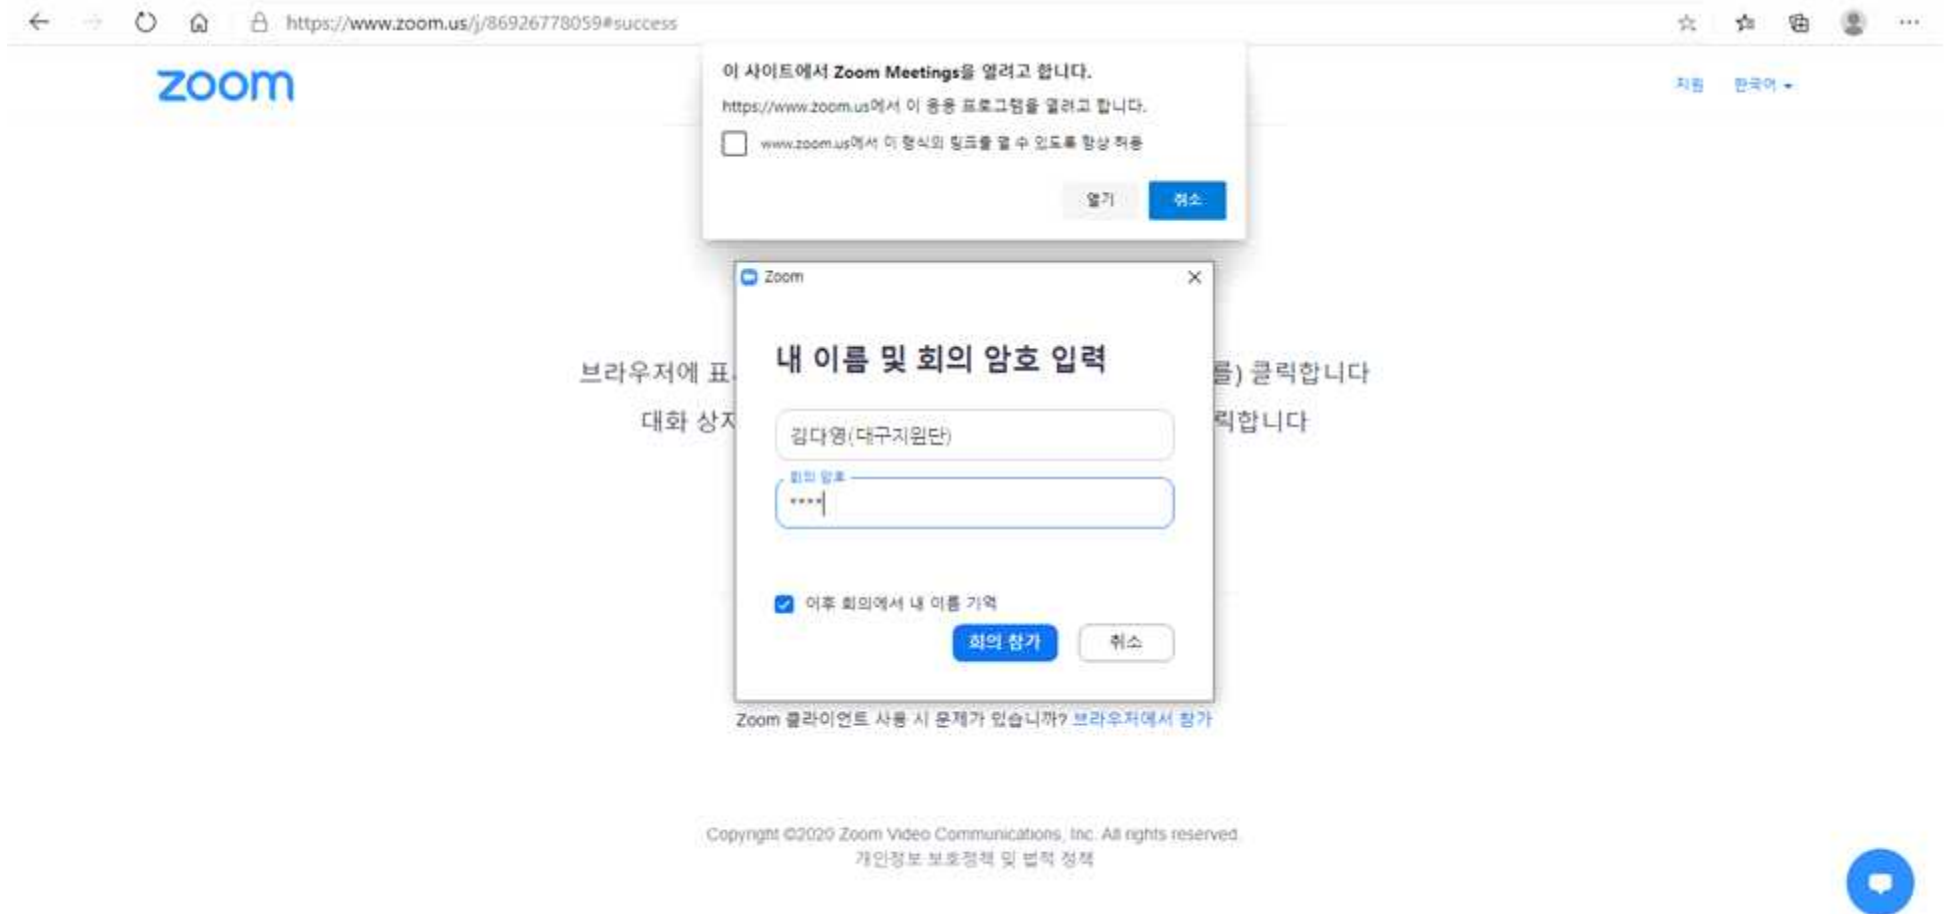 https://www.zoom.us/j/86926778059#success
이 사이트에서 Zoom Meetings을 열려고 합니다.
https://www.zoom.us에서 이 응용 프로그램을 열려고 합니다.
www.zoom.us에서 이 형식의 링크를 열 수 있도록 항상 허용
열기 취소
zoom
지원 한국어
Zoom
내 이름 및 회의 암호 입력
브라우저에 표 를) 클릭합니다
대화 상자 릭합니다
김다영(대구지원단)
회의 암호
****
이후 회의에서 내 이름 기억
회의 참가 취소
Zoom 클라이언트 사용 시 문제가 있습니까? 브라우저에서 참가
Copyright ©2020 Zoom Video Communications, Inc. All rights reserved.
개인정보 보호정책 및 법적 정책